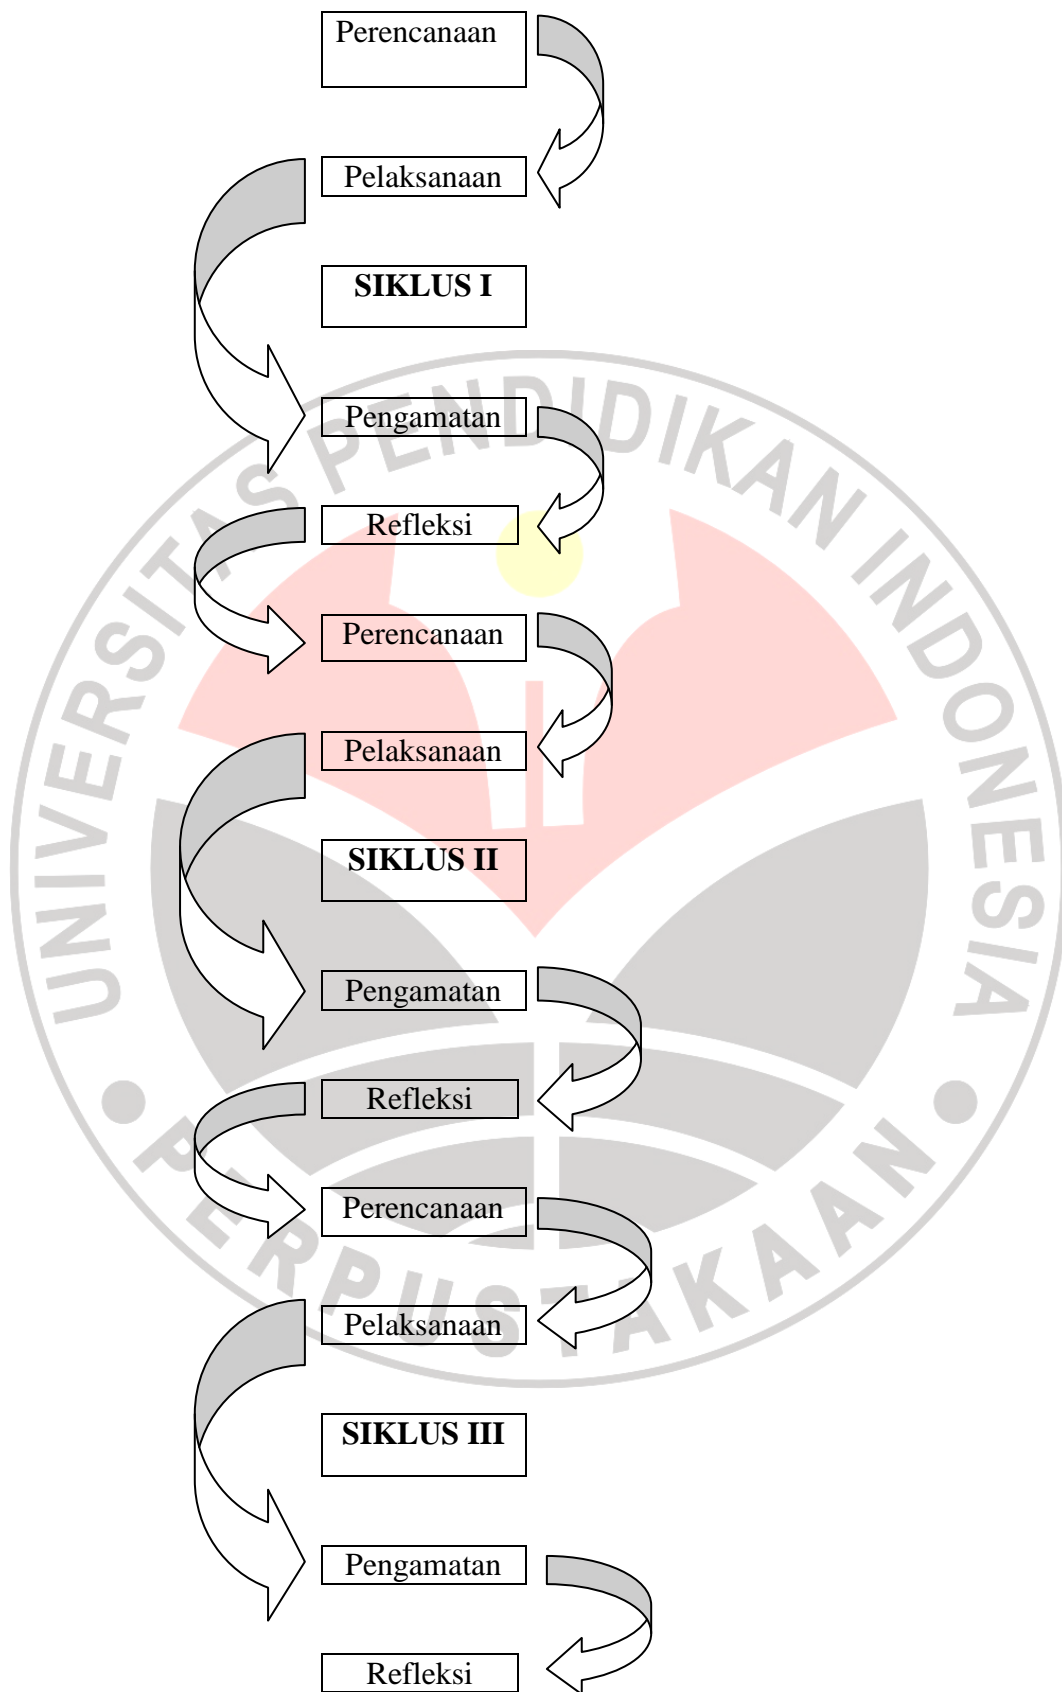 Perencanaan
Pelaksanaan
SIKLUS I
Pengamatan
Refleksi
Perencanaan
Pelaksanaan
SIKLUS II
Pengamatan
Refleksi
Perencanaan
Pelaksanaan
SIKLUS III
Pengamatan
Refleksi
UNIVERSITAS PENDIDIKAN INDONESIA
PERPUSTAKAAN